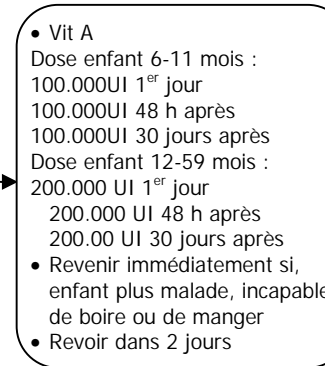 • Vit A
Dose enfant 6-11 mois :
100.000UI 1er jour
100.000UI 48 h après
100.000UI 30 jours après
Dose enfant 12-59 mois :
200.000 UI 1er jour
200.000 UI 48 h après
200.00 UI 30 jours après
• Revenir immédiatement si,
enfant plus malade, incapable
de boire ou de manger
• Revoir dans 2 jours